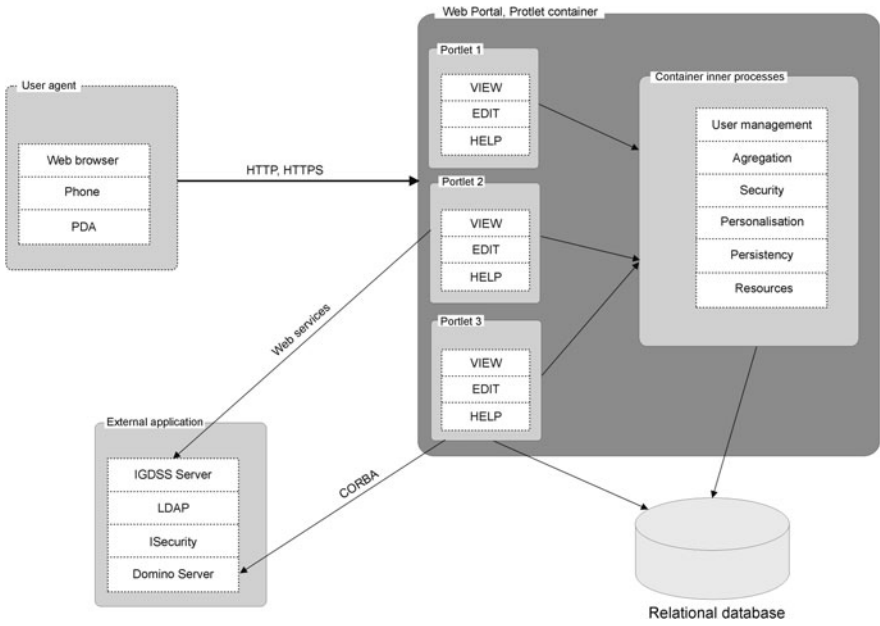 Web Portal, Protlet container
Portlet 1
VIEW
EDIT
HELP
Container inner processes
User management
Agregation
Security
Personalisation
Persistency
Resources
User agent
Web browser
Phone
PDA
HTTP, HTTPS
Portlet 2
VIEW
EDIT
HELP
Web services
Portlet 3
VIEW
EDIT
HELP
External application
IGDSS Server
LDAP
ISecurity
Domino Server
CORBA
Relational database